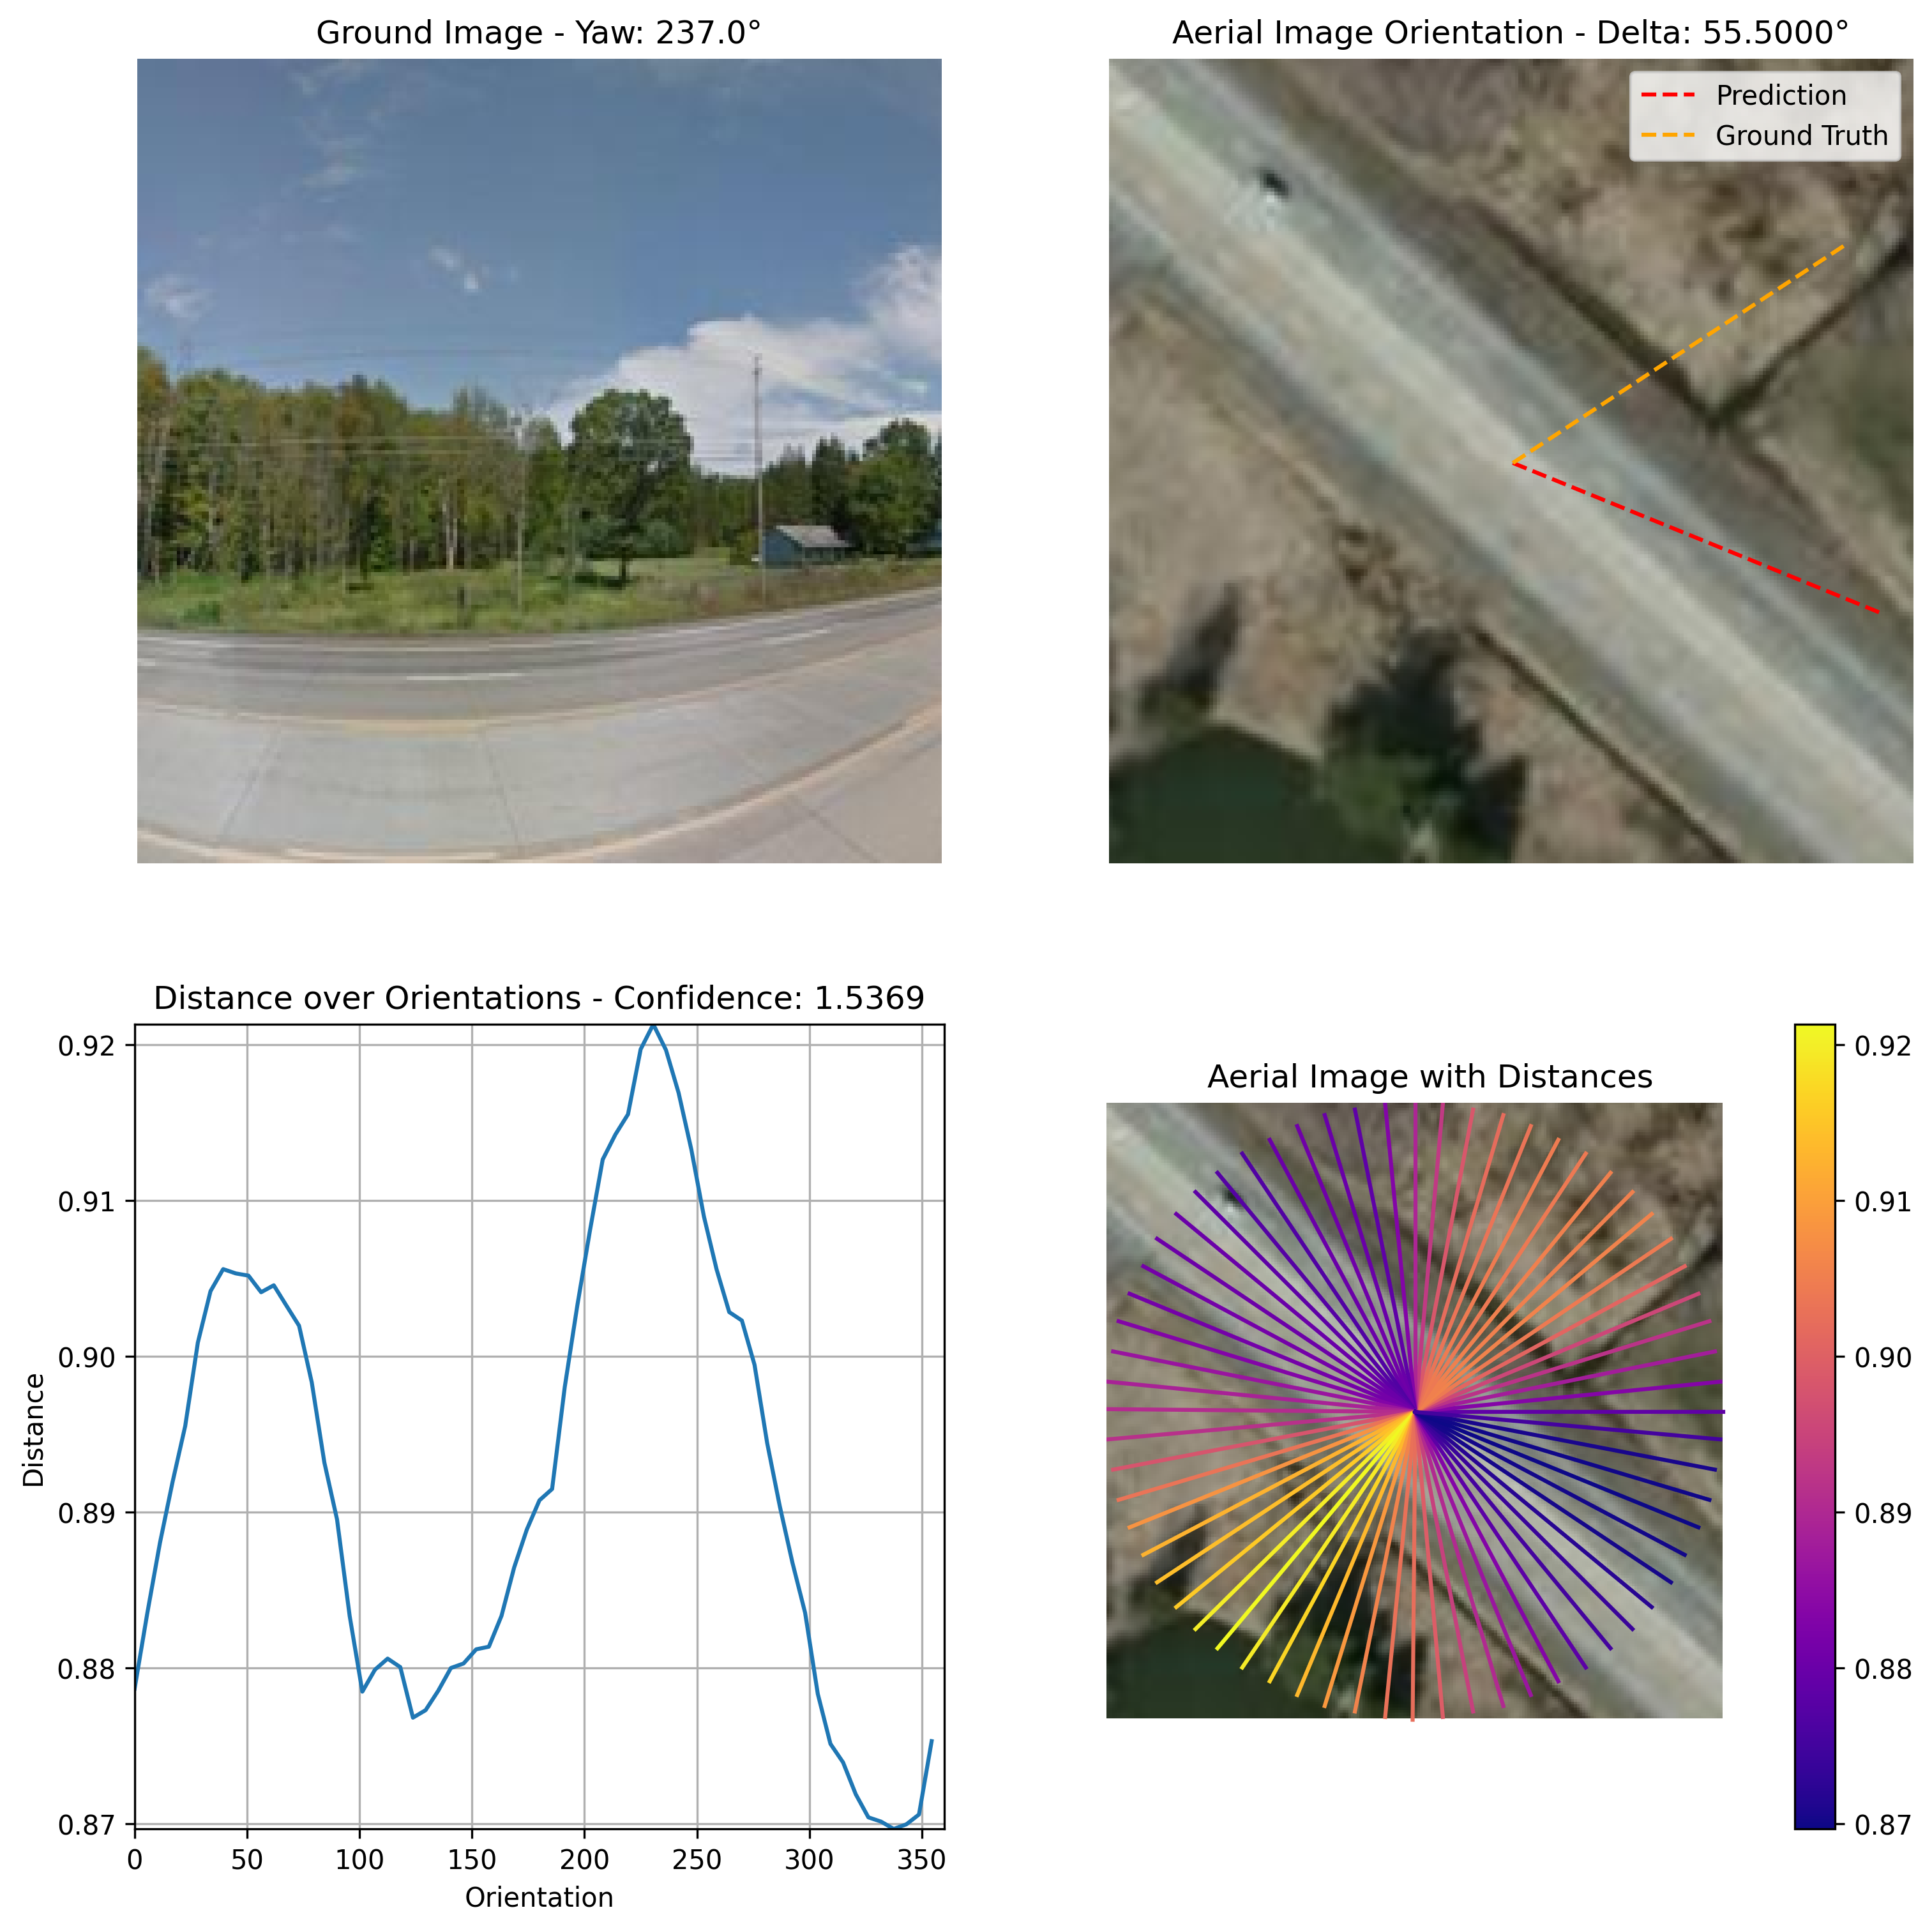 Ground Image - Yaw: 237.0°
Aerial Image Orientation - Delta: 55.5000°
Prediction
Ground Truth
Distance over Orientations - Confidence: 1.5369
0.92
0.91
0.90
0.89
0.88
0.87
Distance
0
50
100
150
200
250
300
350
Orientation
Aerial Image with Distances
0.92
0.91
0.90
0.89
0.88
0.87